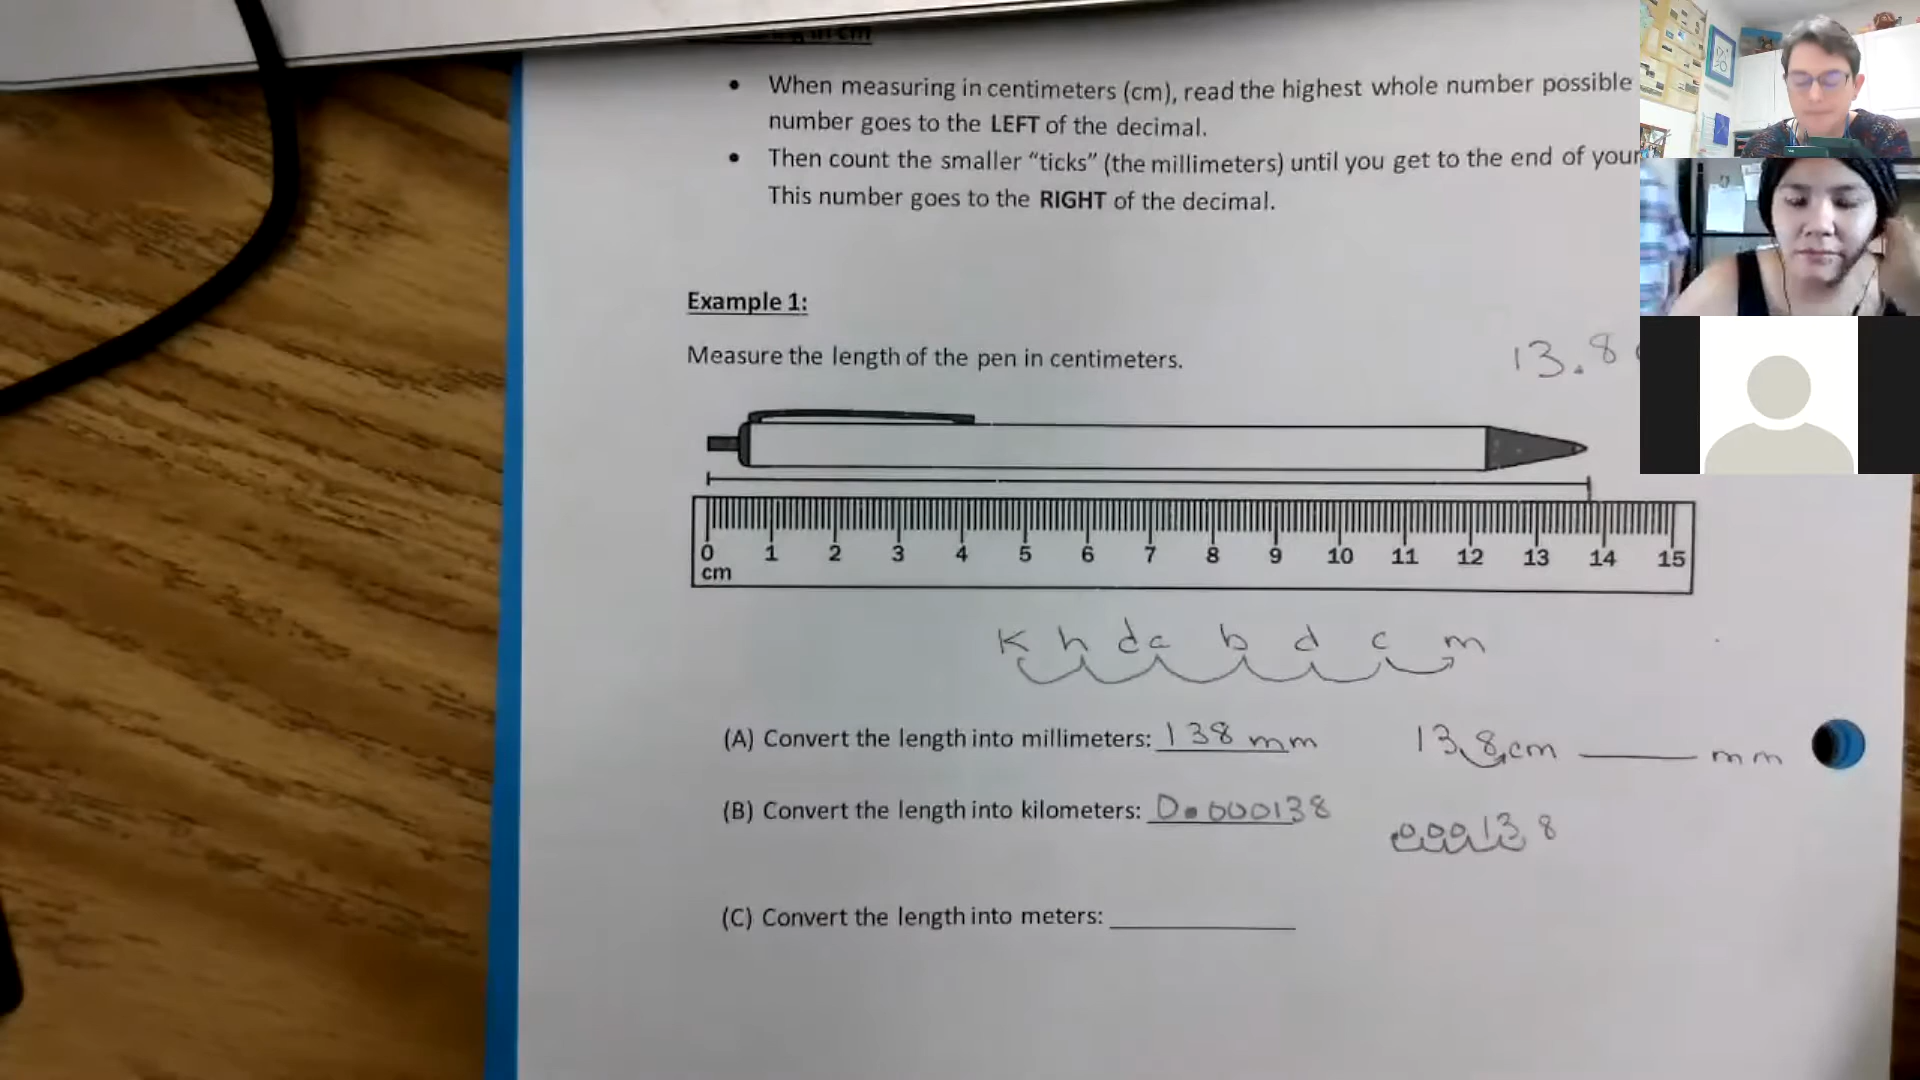 in cm
• When measuring in centimeters (cm), read the highest whole number possible
number goes to the LEFT of the decimal.
• Then count the smaller “ticks” (the millimeters) until you get to the end of your
This number goes to the RIGHT of the decimal.
Example 1:
Measure the length of the pen in centimeters.
13.8
0 1 2 3 4 5 6 7 8 9 10 11 12 13 14 15
cm
K h da b d c m
(A) Convert the length into millimeters: 138 mm
13.8 cm ______ mm
(B) Convert the length into kilometers: 0.000138
.00013 8
(C) Convert the length into meters: ______